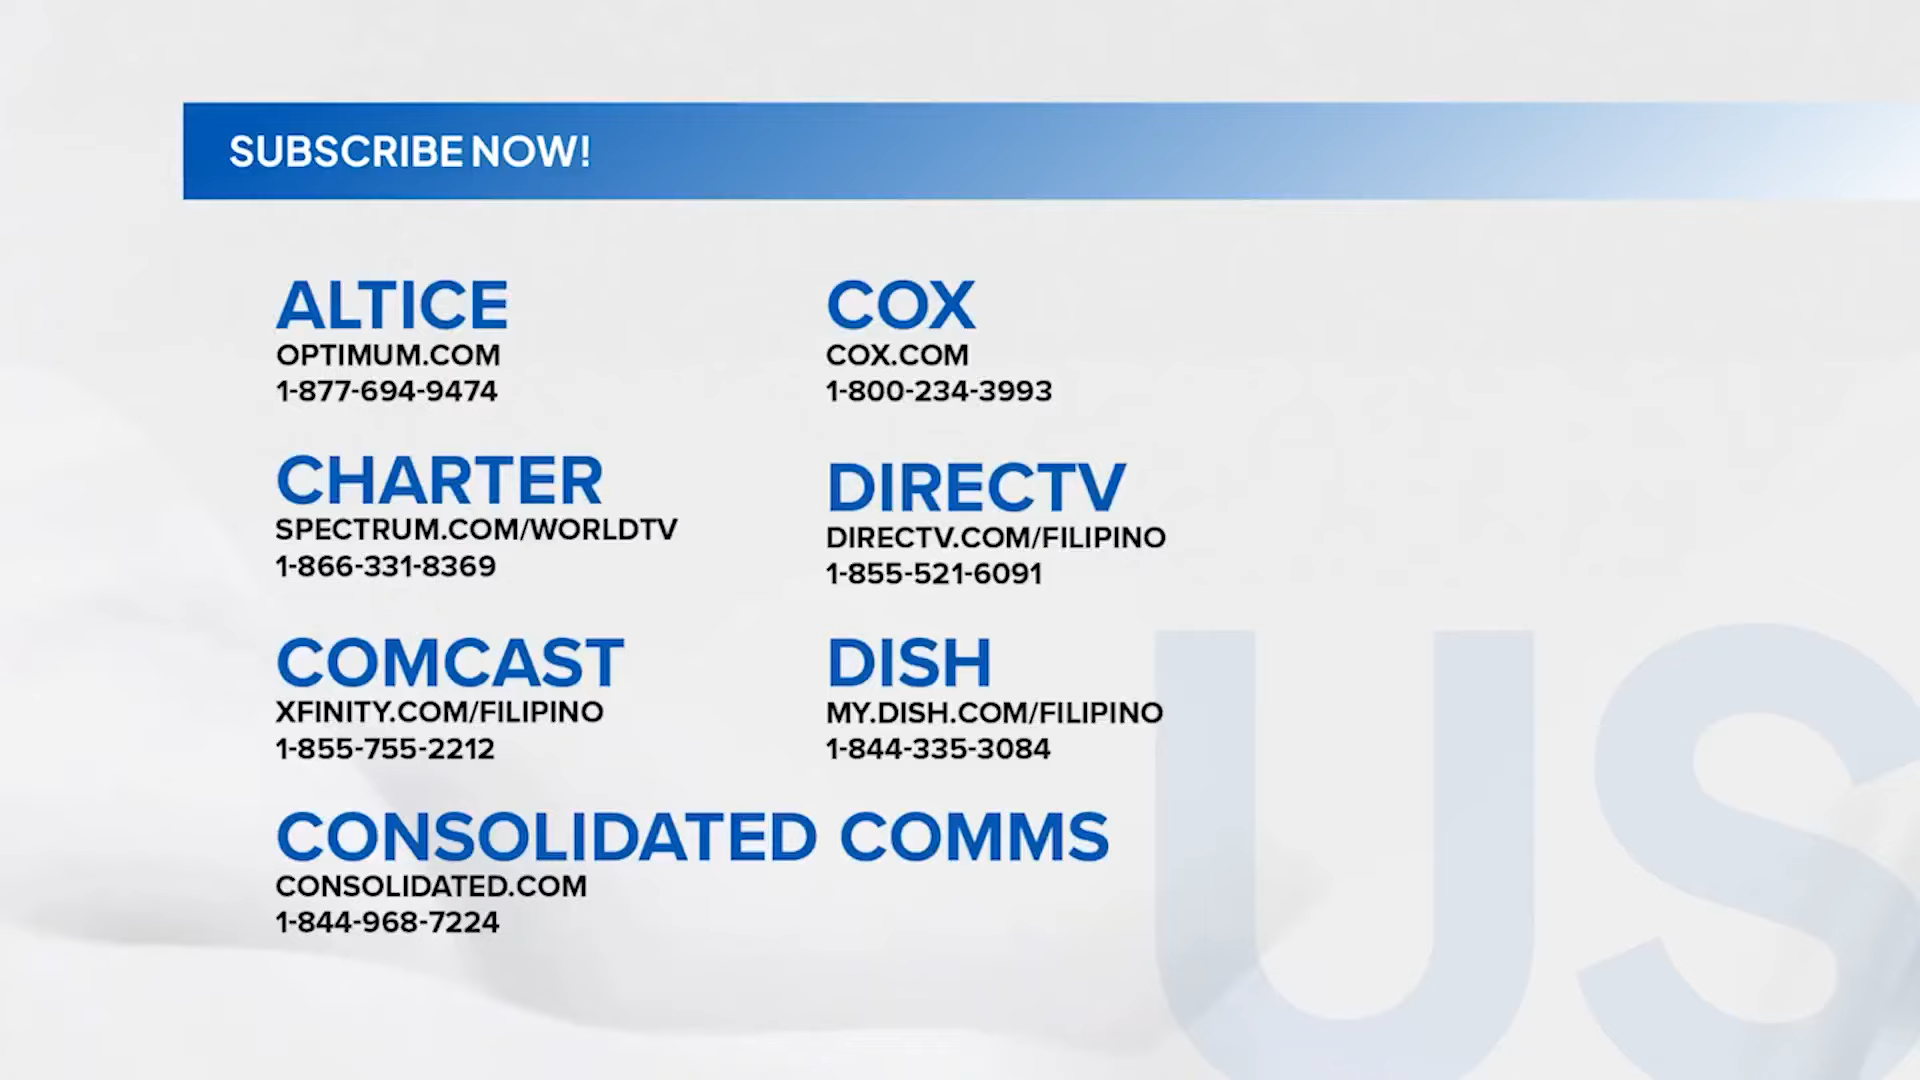 SUBSCRIBE NOW!
ALTICE
OPTIMUM.COM
1-877-694-9474
CHARTER
SPECTRUM.COM/WORLDTV
1-866-331-8369
COMCAST
XFINITY.COM/FILIPINO
1-855-755-2212
CONSOLIDATED COMMS
CONSOLIDATED.COM
1-844-968-7224
COX
COX.COM
1-800-234-3993
DIRECTV
DIRECTV.COM/FILIPINO
1-855-521-6091
DISH
MY.DISH.COM/FILIPINO
1-844-335-3084
US